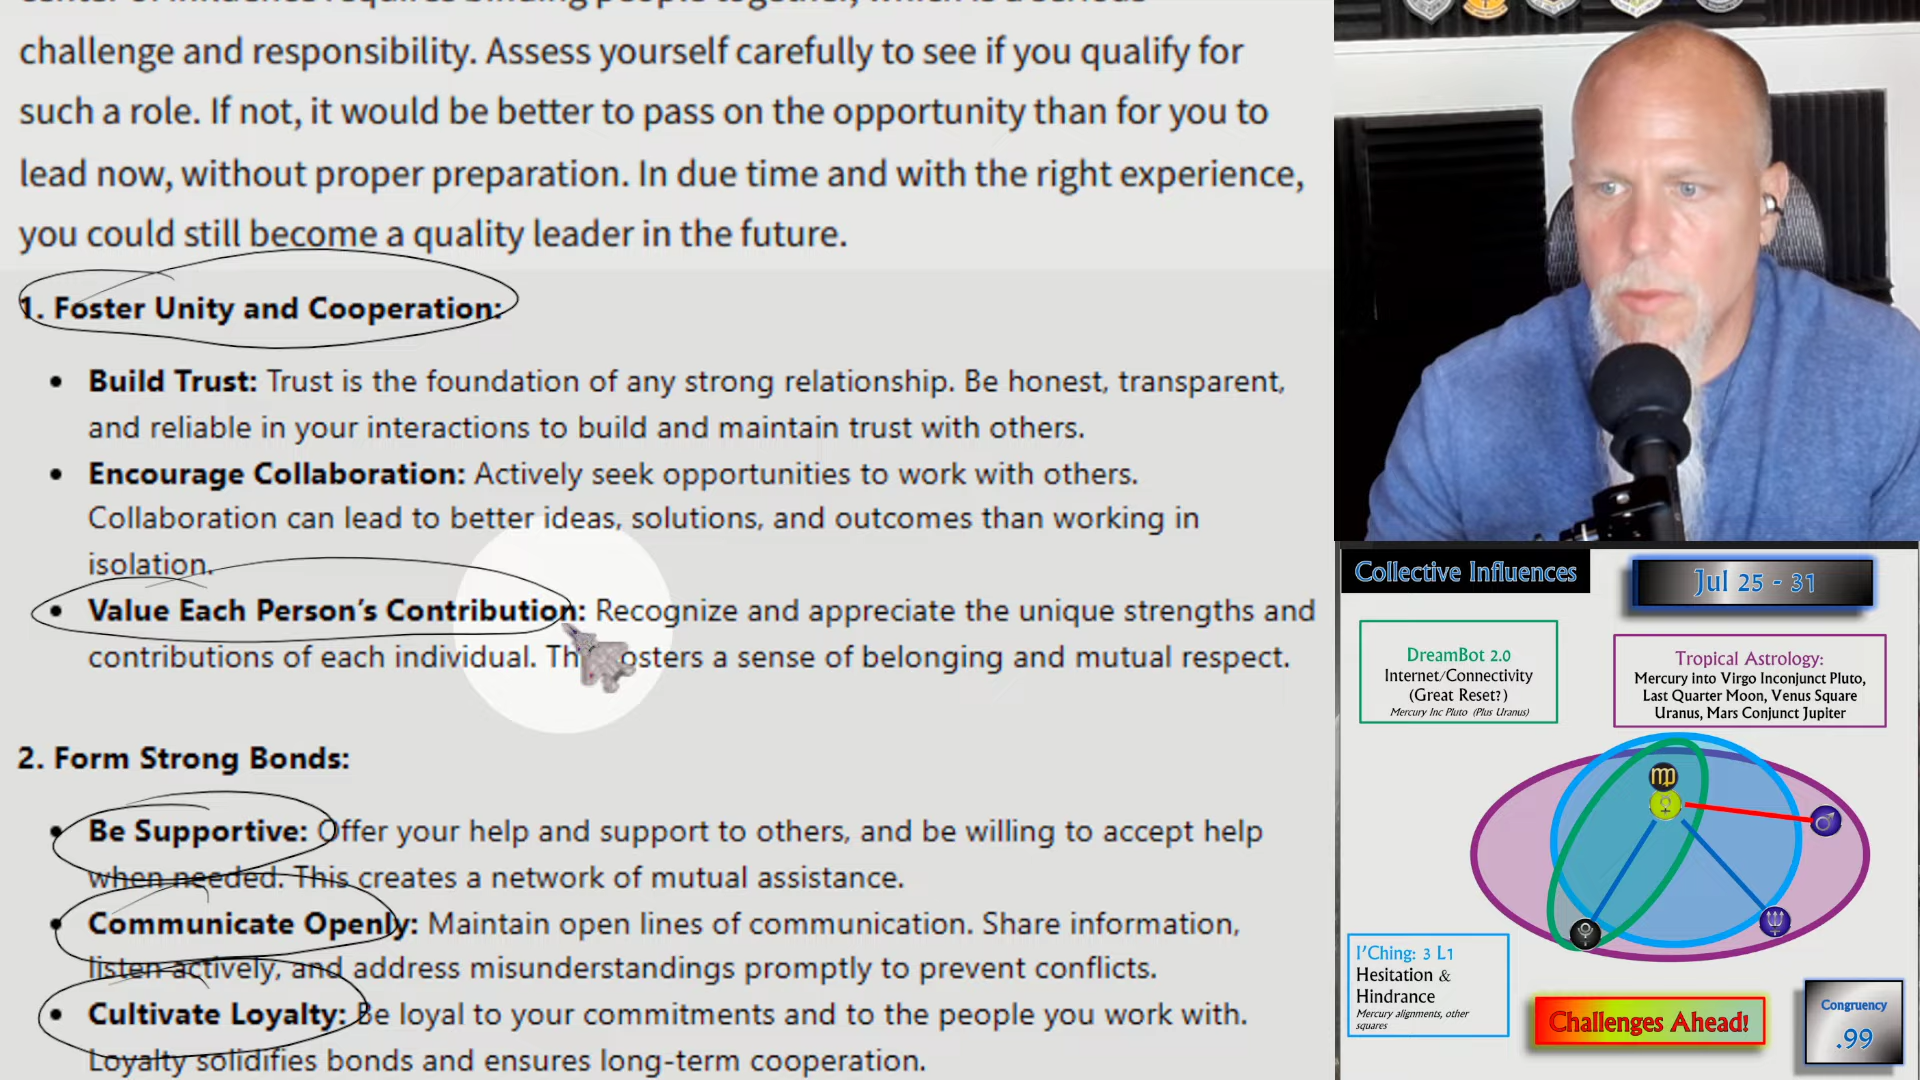 challenge and responsibility. Assess yourself carefully to see if you qualify for
such a role. If not, it would be better to pass on the opportunity than for you to
lead now, without proper preparation. In due time and with the right experience,
you could still become a quality leader in the future.
1. Foster Unity and Cooperation:
• Build Trust: Trust is the foundation of any strong relationship. Be honest, transparent,
and reliable in your interactions to build and maintain trust with others.
• Encourage Collaboration: Actively seek opportunities to work with others.
Collaboration can lead to better ideas, solutions, and outcomes than working in
isolation.
• Value Each Person's Contribution: Recognize and appreciate the unique strengths and
contributions of each individual. Th osters a sense of belonging and mutual respect.
2. Form Strong Bonds:
• Be Supportive: Offer your help and support to others, and be willing to accept help
when needed. This creates a network of mutual assistance.
• Communicate Openly: Maintain open lines of communication. Share information,
listen actively, and address misunderstandings promptly to prevent conflicts.
• Cultivate Loyalty: Be loyal to your commitments and to the people you work with.
Loyalty solidifies bonds and ensures long-term cooperation.
Collective Influences
Jul 25 - 31
DreamBot 2.0
Internet/Connectivity
(Great Reset?)
Mercury Inc Pluto (Plus Uranus)
Tropical Astrology:
Mercury into Virgo Inconjunct Pluto,
Last Quarter Moon, Venus Square
Uranus, Mars Conjunct Jupiter
I'Ching: 3 L1
Hesitation &
Hindrance
Mercury alignments, other
squares
Challenges Ahead!
Congruency
.99